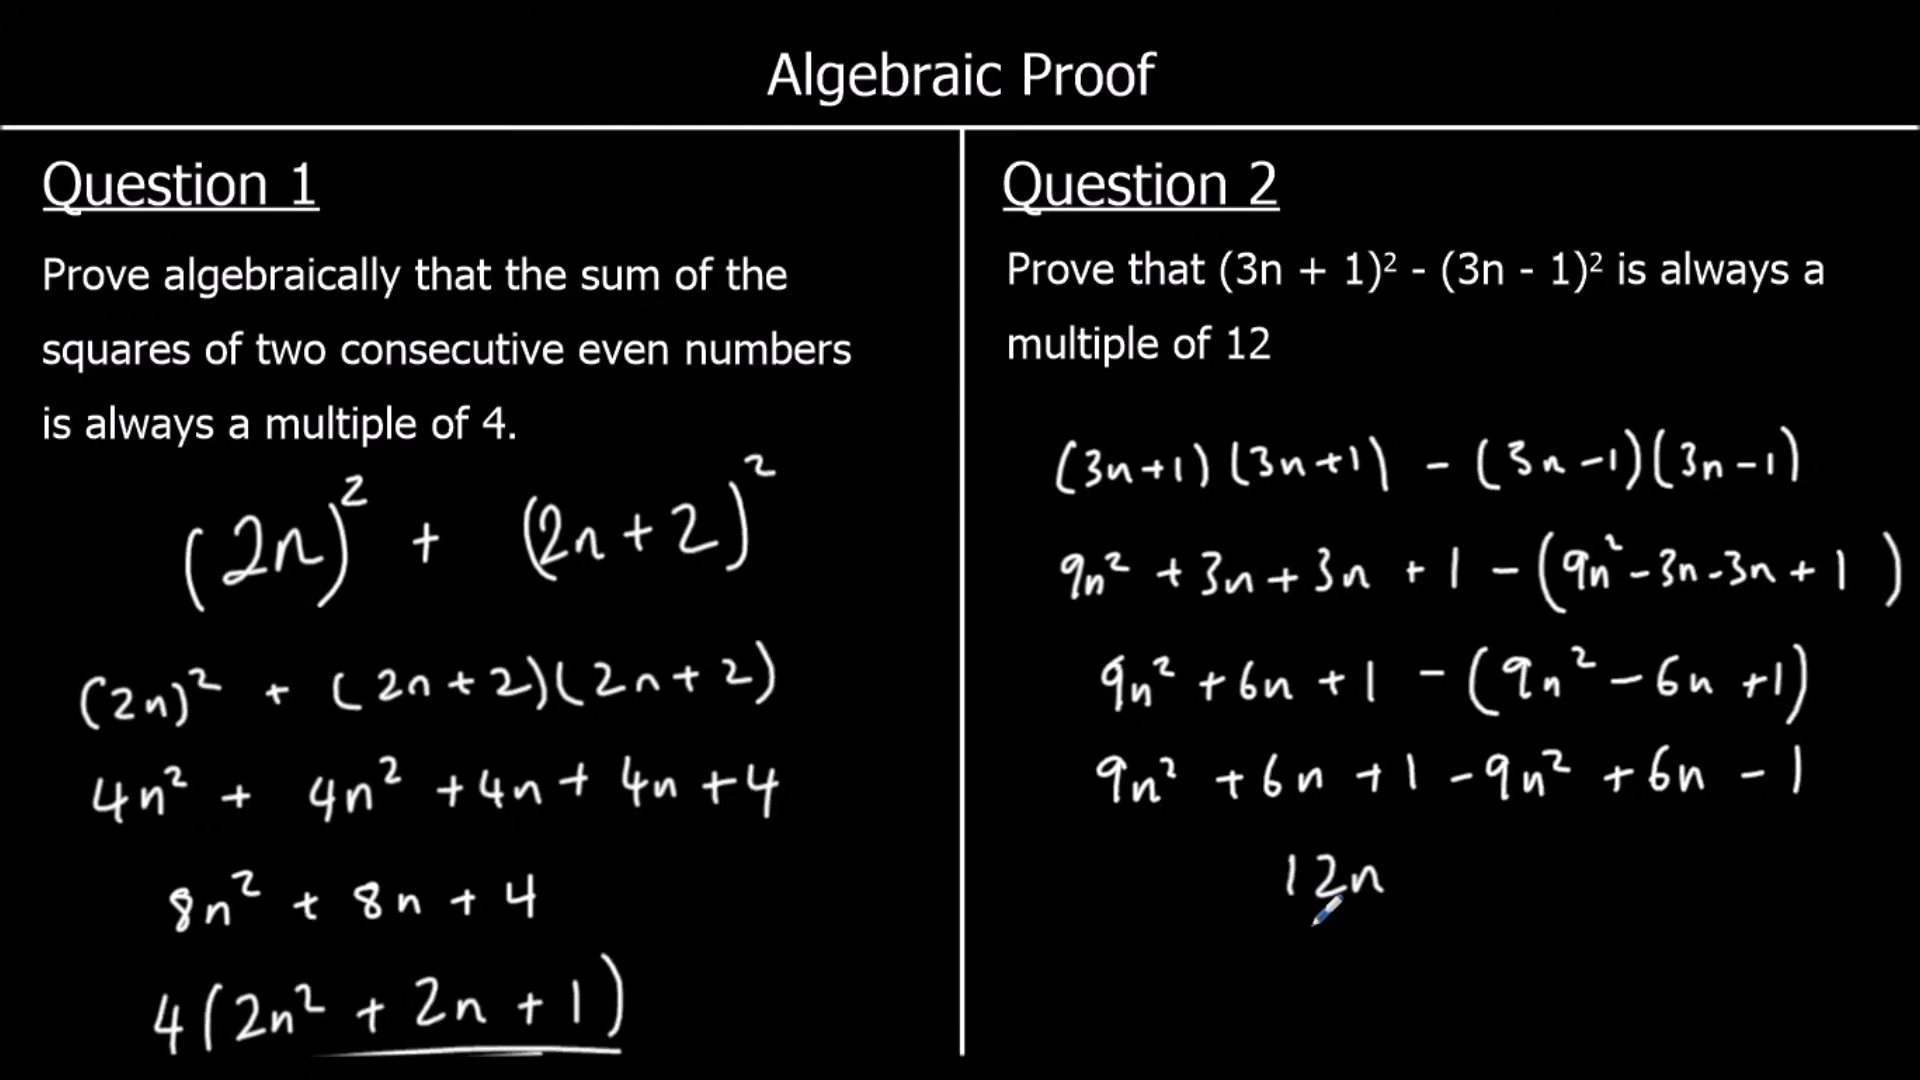 Algebraic Proof
Question 1
Prove algebraically that the sum of the
squares of two consecutive even numbers
is always a multiple of 4.
(2n)² + (2n+2)²
(2n)² + (2n+2)(2n+2)
4n² + 4n² +4n + 4n +4
8n² + 8n + 4
4(2n² + 2n + 1)
Question 2
Prove that (3n + 1)² - (3n - 1)² is always a
multiple of 12
(3n+1)(3n+1) - (3n-1)(3n-1)
9n² + 3n + 3n + 1 - (9n² - 3n - 3n + 1)
9n² + 6n + 1 - (9n² - 6n + 1)
9n² + 6n + 1 - 9n² + 6n - 1
12n